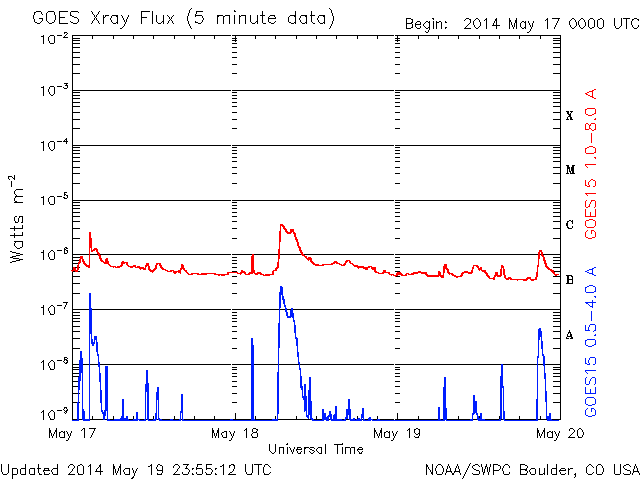 GOES Xray Flux (5 minute data)
Begin: 2014 May 17 0000 UTC
10⁻²
10⁻³
10⁻⁴
10⁻⁵
10⁻⁶
10⁻⁷
10⁻⁸
10⁻⁹
Watts m⁻²
X
M
C
B
A
GOES15 1.0-8.0 A
GOES15 0.5-4.0 A
May 17
May 18
May 19
May 20
Universal Time
Updated 2014 May 19 23:55:12 UTC
NOAA/SWPC Boulder, CO USA